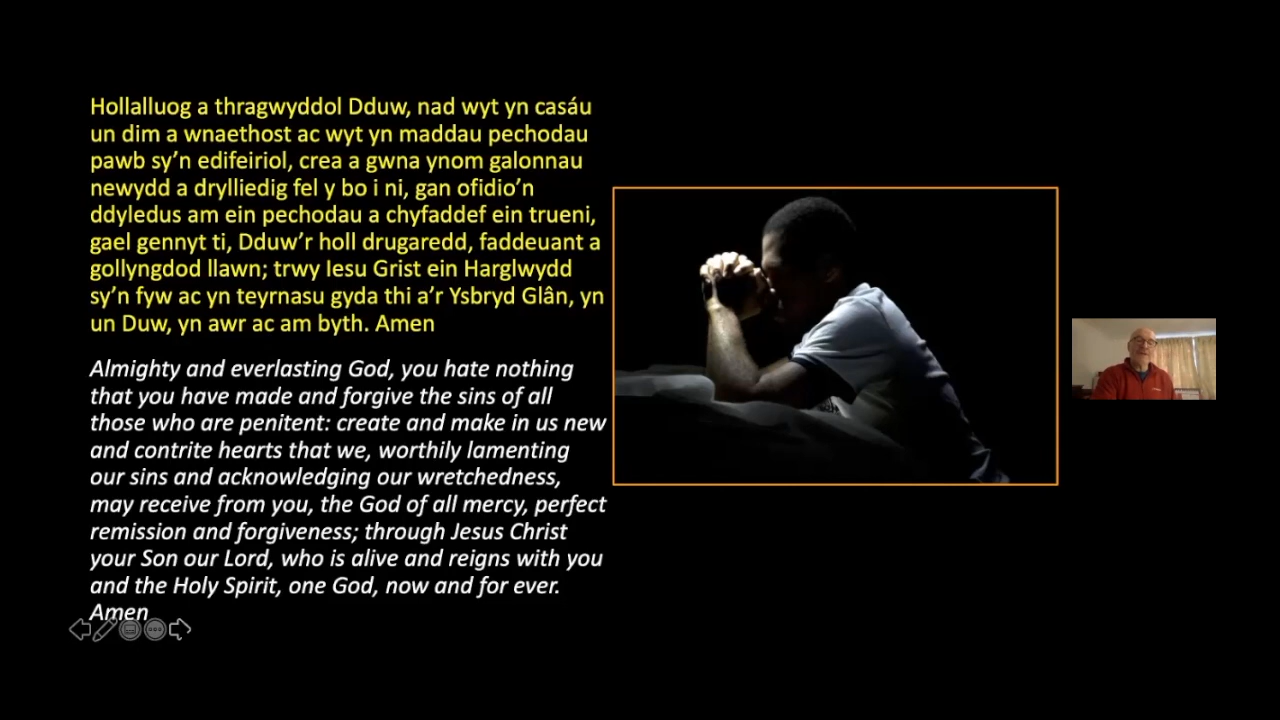 Hollalluog a thragwyddol Dduw, nad wyt yn casáu
un dim a wnaethost ac wyt yn maddau pechodau
pawb sy’n edifeiriol, crea a gwna ynom galonnau
newydd a drylliedig fel y bo i ni, gan ofidio’n
ddyledus am ein pechodau a chyfaddef ein trueni,
gael gennyt ti, Dduw’r holl drugaredd, faddeuant a
gollyngdod llawn; trwy Iesu Grist ein Harglwydd
sy’n fyw ac yn teyrnasu gyda thi a’r Ysbryd Glân, yn
un Duw, yn awr ac am byth. Amen
Almighty and everlasting God, you hate nothing
that you have made and forgive the sins of all
those who are penitent: create and make in us new
and contrite hearts that we, worthily lamenting
our sins and acknowledging our wretchedness,
may receive from you, the God of all mercy, perfect
remission and forgiveness; through Jesus Christ
your Son our Lord, who is alive and reigns with you
and the Holy Spirit, one God, now and for ever.
Amen